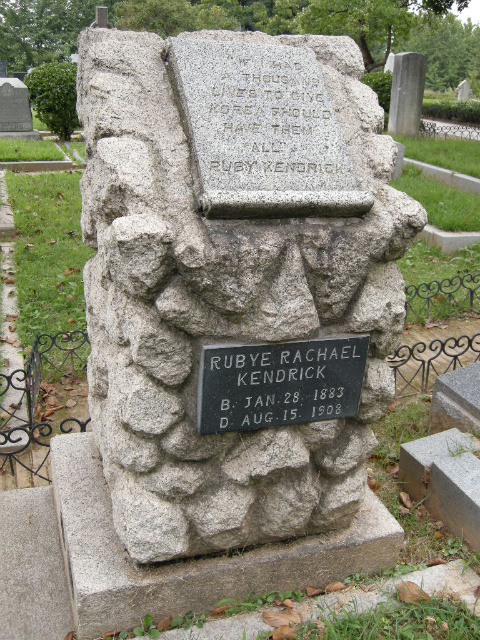 "IF I HAD
A THOUSAND
LIVES TO GIVE
KOREA SHOULD
HAVE THEM
ALL"
RUBY KENDRICK
RUBYE RACHAEL
KENDRICK
B. JAN. 28. 1883
D. AUG. 15. 1908